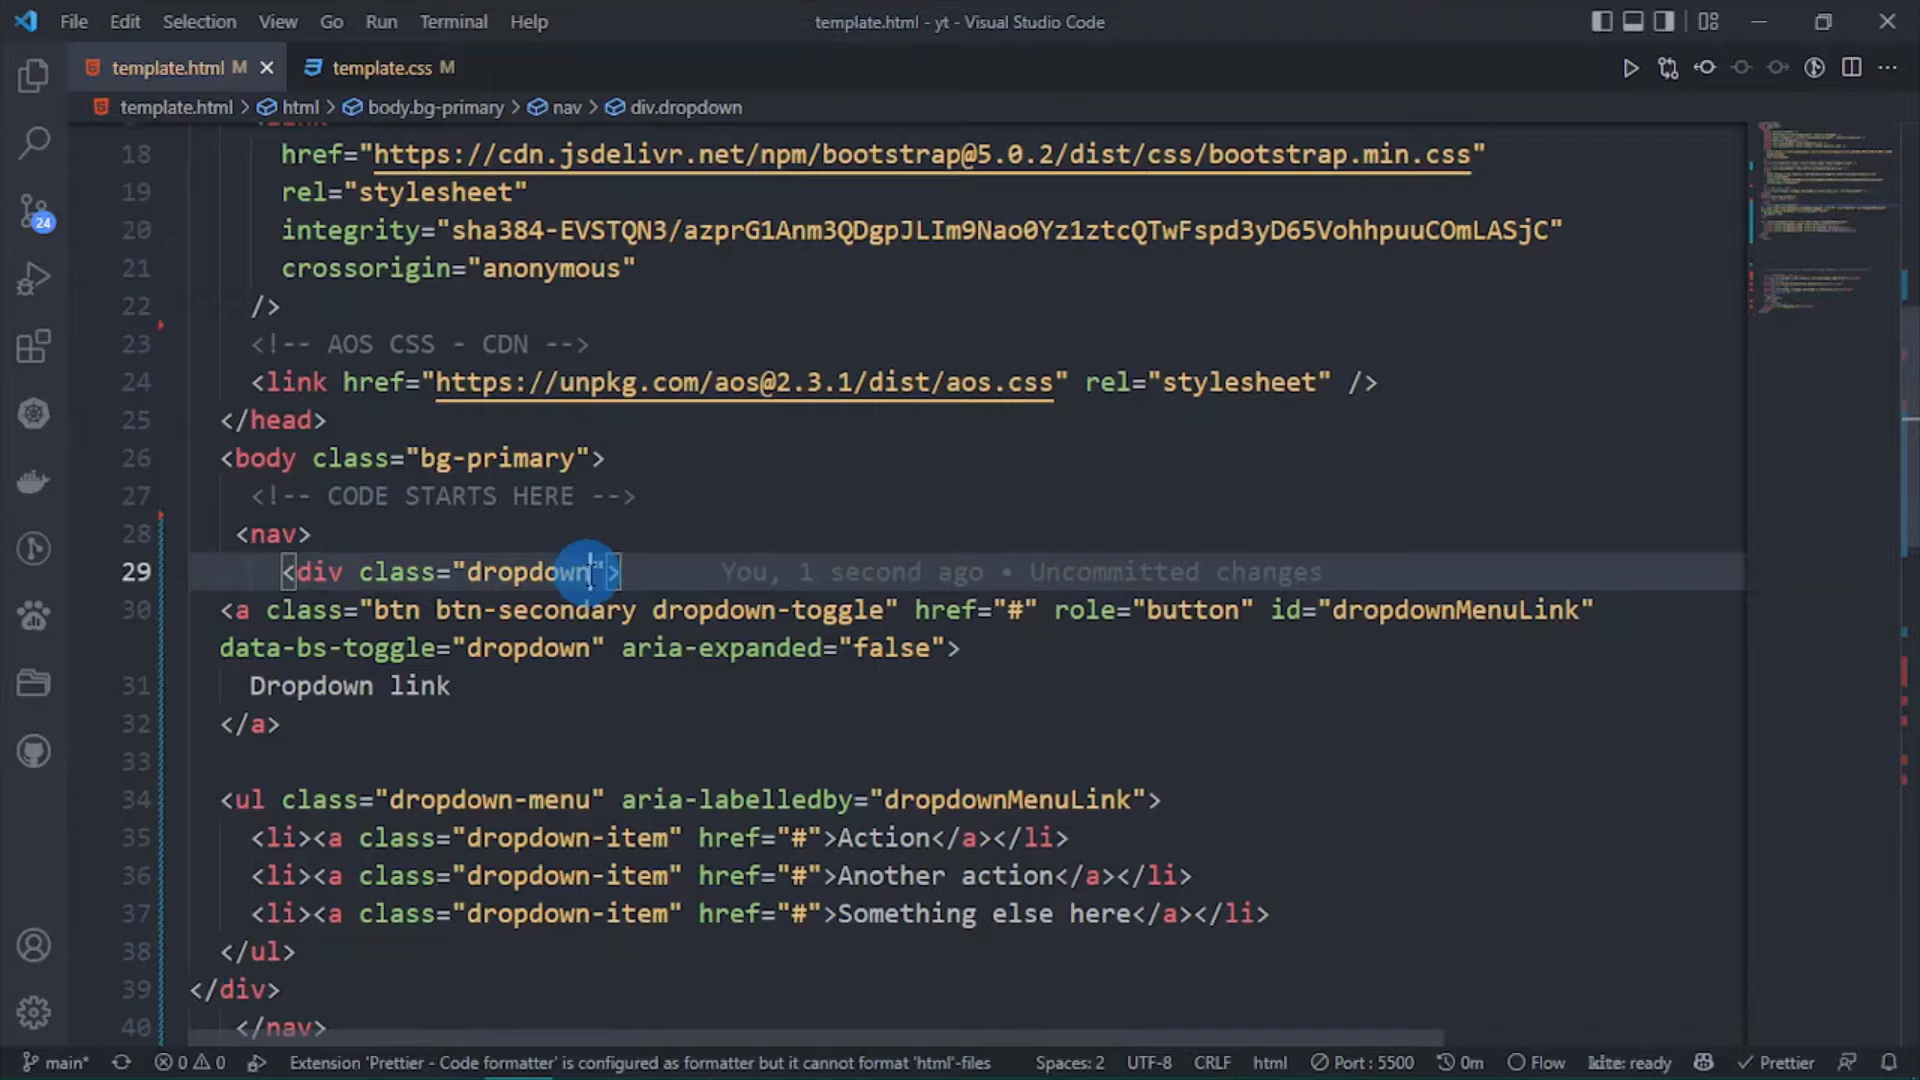 File Edit Selection View Go Run Terminal Help template.html - yt - Visual Studio Code
template.html M template.css M
template.html > html > body.bg-primary > nav > div.dropdown
18 href="https://cdn.jsdelivr.net/npm/bootstrap@5.0.2/dist/css/bootstrap.min.css"
19 rel="stylesheet"
20 integrity="sha384-EVSTQN3/azprG1Anm3QDgpJLIm9Nao0Yz1ztcQTwFspd3yD65VohhpuuCOmLASjC"
21 crossorigin="anonymous"
22 />
23 <!-- AOS CSS - CDN -->
24 <link href="https://unpkg.com/aos@2.3.1/dist/aos.css" rel="stylesheet" />
25 </head>
26 <body class="bg-primary">
27 <!-- CODE STARTS HERE -->
28 <nav>
29 <div class="dropdown"> You, 1 second ago • Uncommitted changes
30 <a class="btn btn-secondary dropdown-toggle" href="#" role="button" id="dropdownMenuLink"
data-bs-toggle="dropdown" aria-expanded="false">
31 Dropdown link
32 </a>
33
34 <ul class="dropdown-menu" aria-labelledby="dropdownMenuLink">
35 <li><a class="dropdown-item" href="#">Action</a></li>
36 <li><a class="dropdown-item" href="#">Another action</a></li>
37 <li><a class="dropdown-item" href="#">Something else here</a></li>
38 </ul>
39 </div>
40 </nav>
24
main* 0 0 Extension 'Prettier - Code formatter' is configured as formatter but it cannot format 'html'-files Spaces: 2 UTF-8 CRLF html Port : 5500 0m Flow kite: ready Prettier